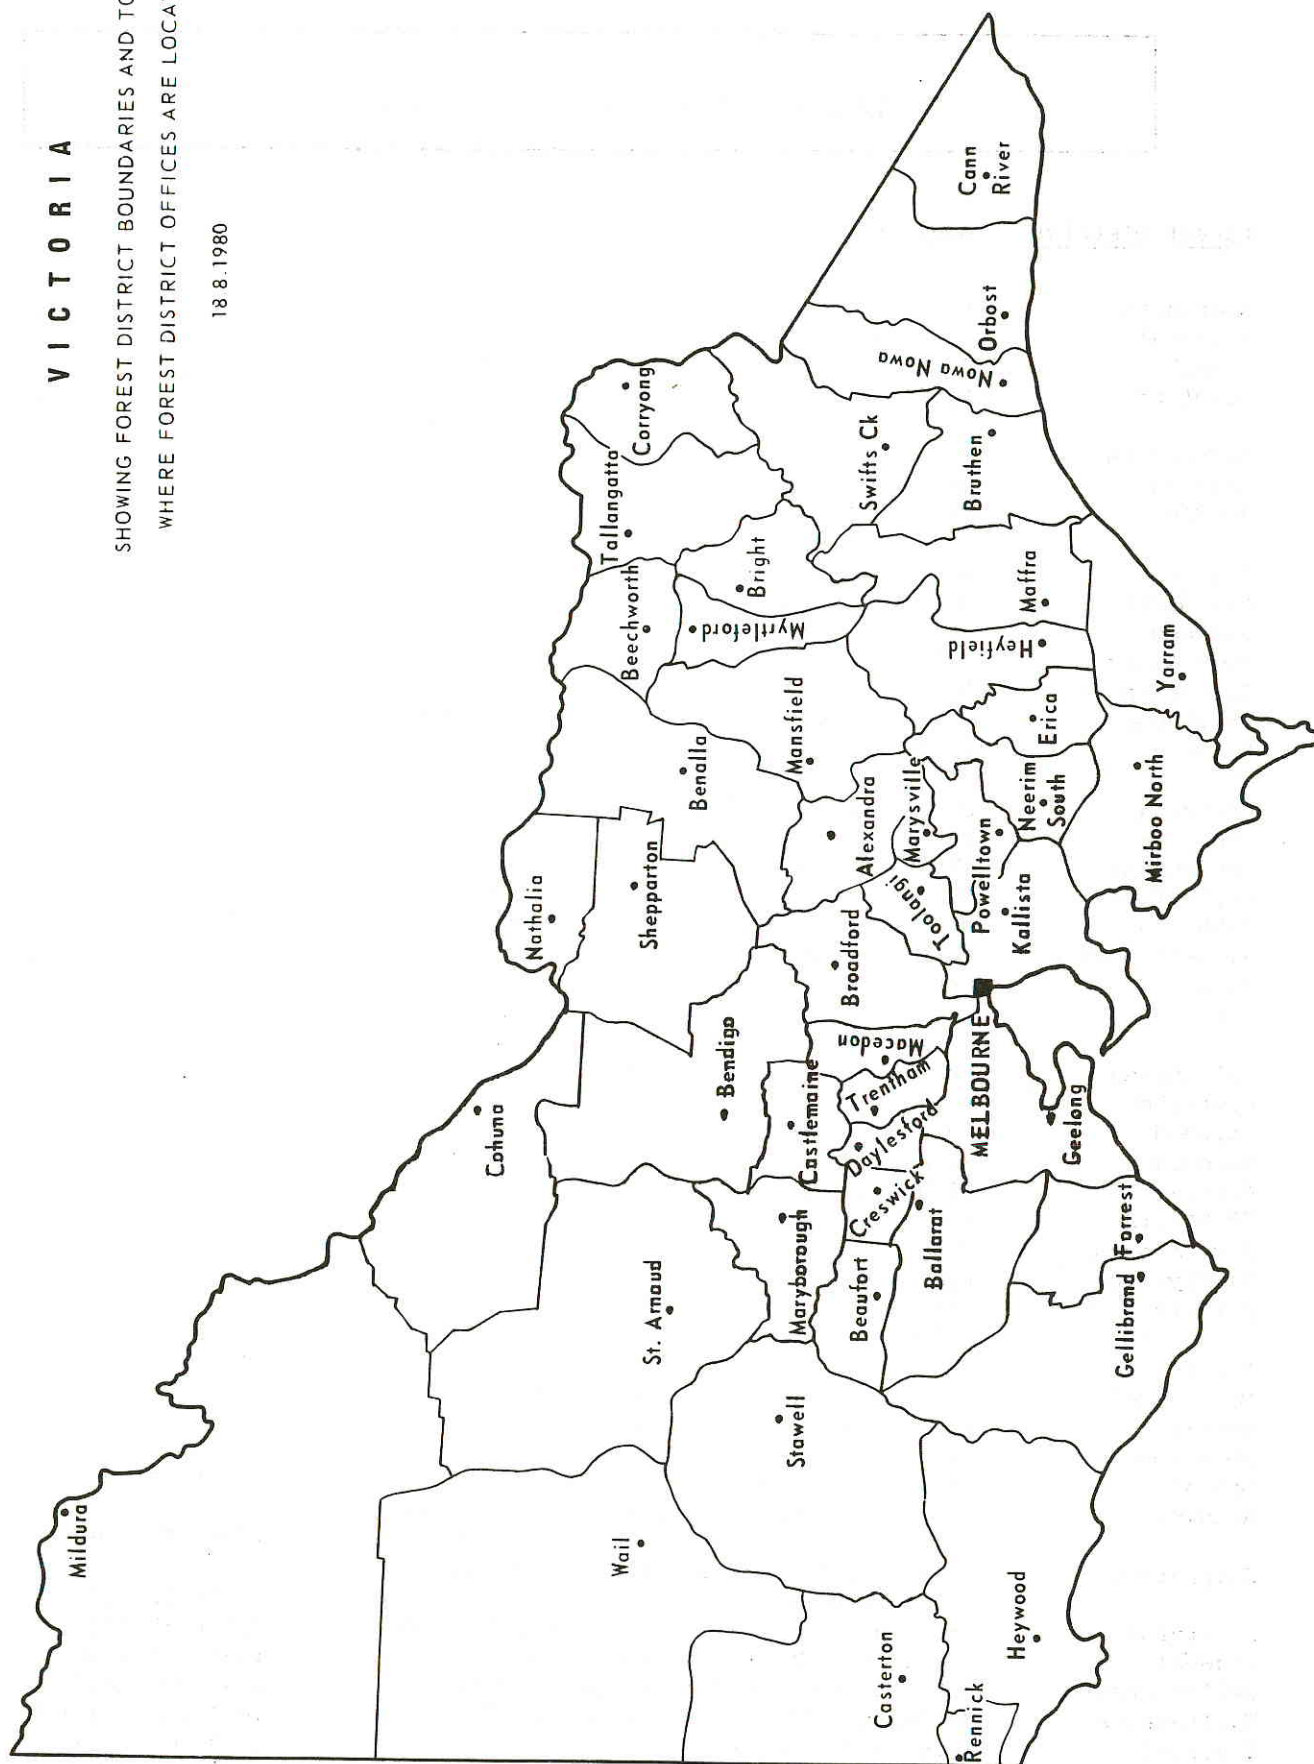 VICTORIA
SHOWING FOREST DISTRICT BOUNDARIES AND
WHERE FOREST DISTRICT OFFICES ARE
18.8.1980
Mildura
Cohuna
Nathalia
Wail
St. Arnaud
Bendigo
Shepparton
Benalla
Beechworth
Tallangatta
Corryong
Myrtleford
Bright
Mansfield
Stawell
Maryborough
Castlemaine
Macedon
Broadford
Alexandra
Marysville
Toolangi
Trentham
Daylesford
Creswick
Beaufort
Ballarat
Swifts Ck
Nowa Nowa
Orbost
Cann
River
Bruthen
Maffra
Heyfield
Erica
Neerim
South
Powelltown
Kallista
MELBOURNE
Geelong
Casterton
Rennick
Heywood
Gellibrand
Forrest
Mirboo North
Yarram